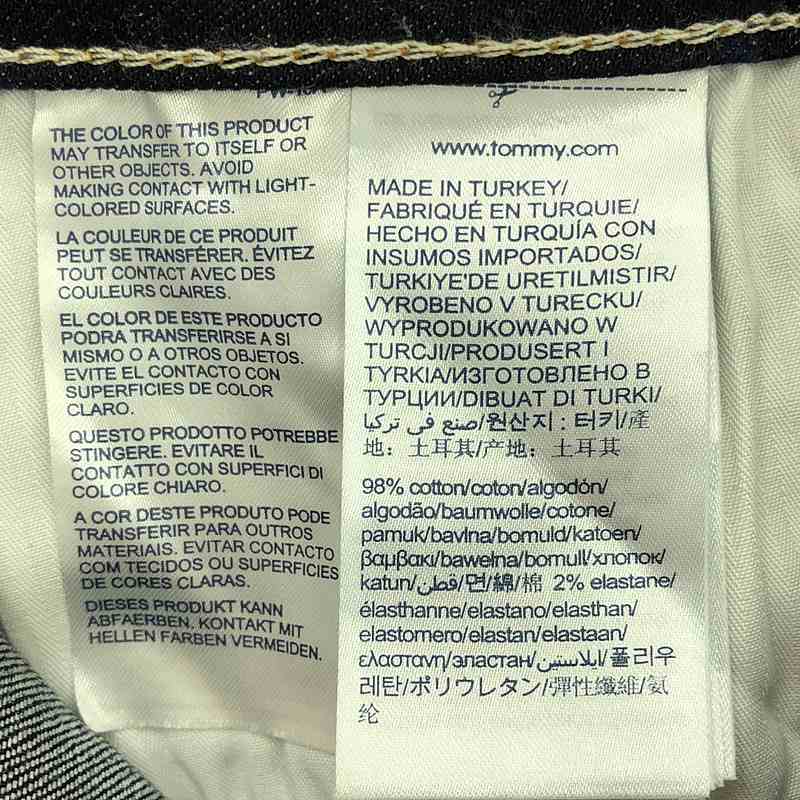 THE COLOR OF THIS PRODUCT
MAY TRANSFER TO ITSELF OR
OTHER OBJECTS. AVOID
MAKING CONTACT WITH LIGHT-
COLORED SURFACES.
LA COULEUR DE CE PRODUIT
PEUT SE TRANSFÉRER. ÉVITEZ
TOUT CONTACT AVEC DES
COULEURS CLAIRES.
EL COLOR DE ESTE PRODUCTO
PODRA TRANSFERIRSE A SI
MISMO O A OTROS OBJETOS.
EVITE EL CONTACTO CON
SUPERFICIES DE COLOR
CLARO.
QUESTO PRODOTTO POTREBBE
STINGERE. EVITARE IL
CONTATTO CON SUPERFICI DI
COLORE CHIARO.
A COR DESTE PRODUTO PODE
TRANSFERIR PARA OUTROS
MATERIAIS. EVITAR CONTACTO
COM TECIDOS OU SUPERFICIES
DE CORES CLARAS.
DIESES PRODUKT KANN
ABFAERBEN. KONTAKT MIT
HELLEN FARBEN VERMEIDEN.
www.tommy.com
MADE IN TURKEY/
FABRIQUÉ EN TURQUIE/
HECHO EN TURQUÍA CON
INSUMOS IMPORTADOS/
TURKIYE'DE URETILMISTIR/
VYROBENO V TURECKU/
WYPRODUKOWANO W
TURCJI/PRODUSERT I
TYRKIA/ИЗГОТОВЛЕНО В
ТУРЦИИ/DIBUAT DI TURKI/
صنع في تركيا/원산지 : 터키/產
地: 土耳其/产地: 土耳其
98% cotton/coton/algodón/
algodão/baumwolle/cotone/
pamuk/bavlna/bomuld/katoen/
βαμβακι/bawełna/bomull/хлопок/
katun/قطن/면/綿/棉 2% elastane/
élasthanne/elastano/elasthan/
elastomero/elastan/elastaan/
ελαστανη/эластан/ايلاستين/폴리우
레탄/ポリウレタン/彈性纖維/氨
纶